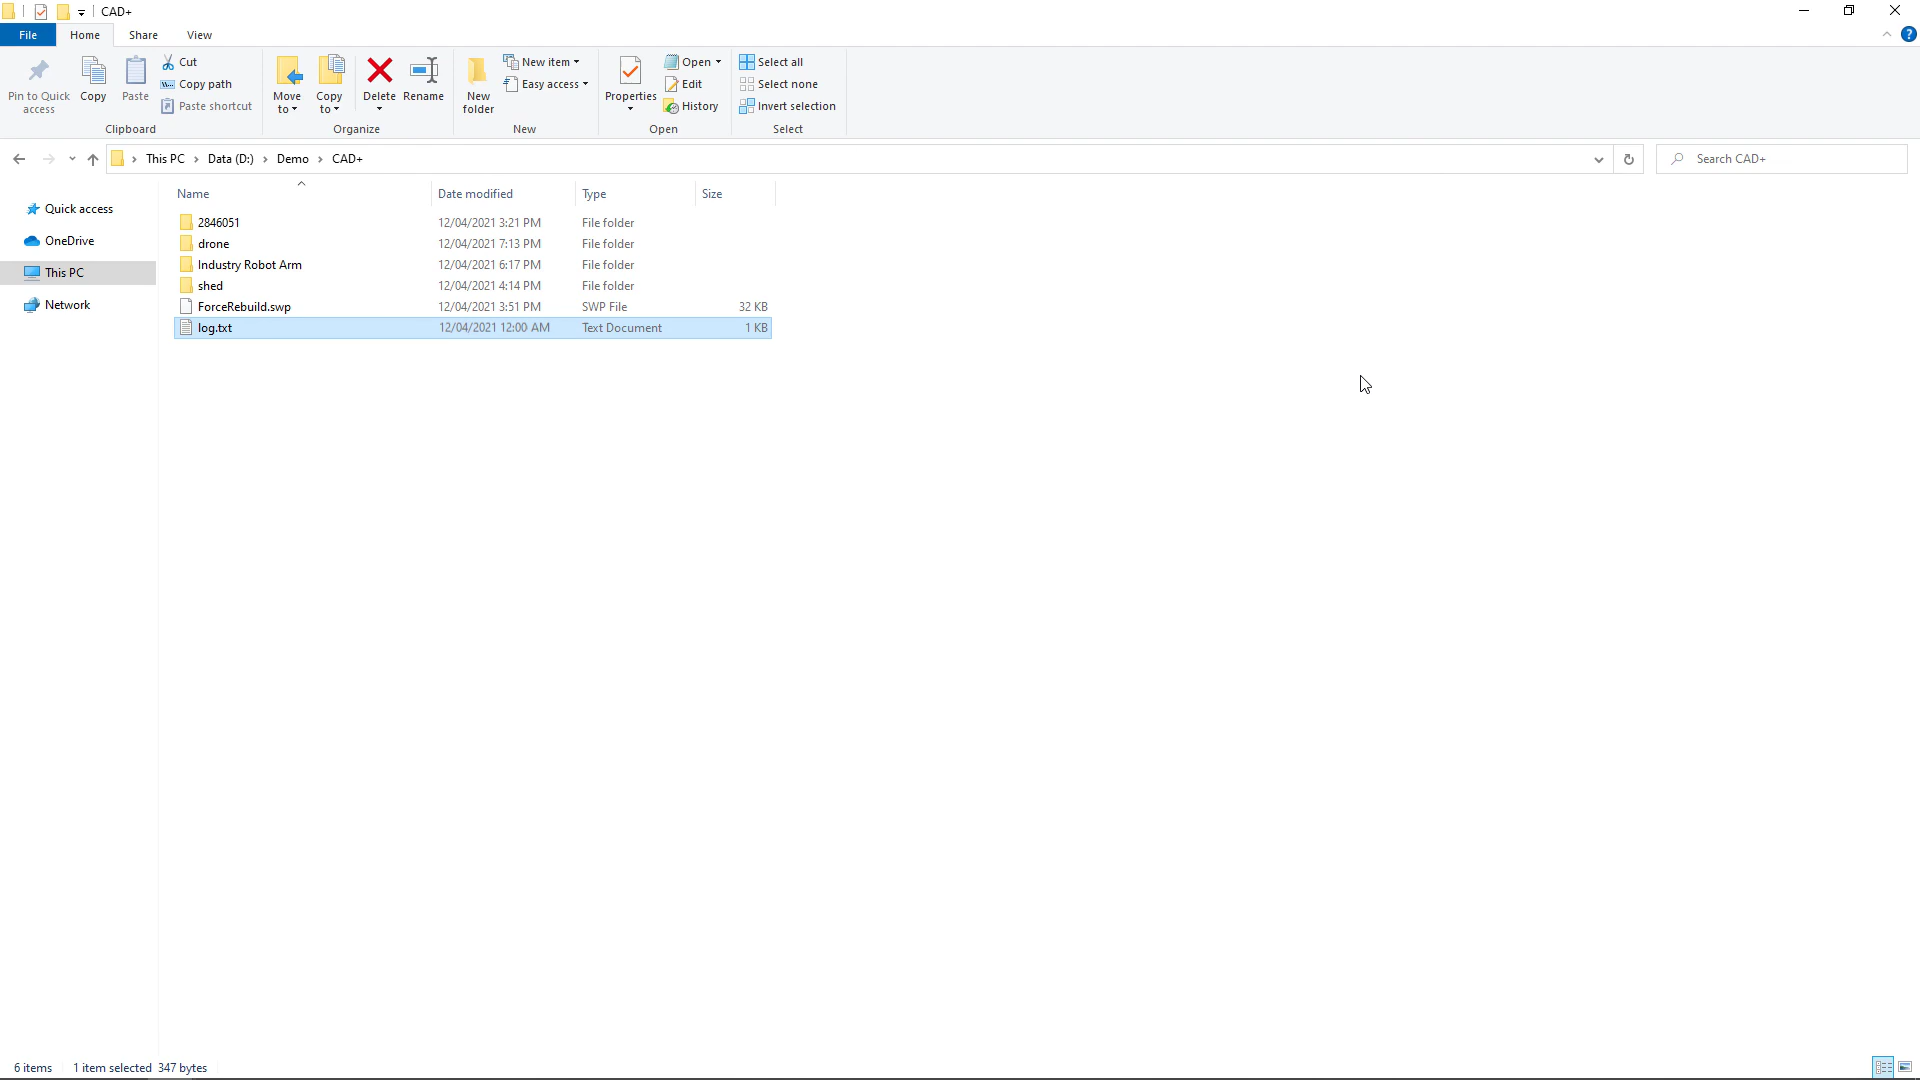 CAD+
File Home Share View
Pin to Quick access
Copy
Paste
Cut
Copy path
Paste shortcut
Clipboard
Move to
Copy to
Delete
Rename
Organize
New folder
New item
Easy access
New
Properties
Open
Edit
History
Open
Select all
Select none
Invert selection
Select
This PC › Data (D:) › Demo › CAD+
Search CAD+
Quick access
OneDrive
This PC
Network
Name Date modified Type Size
2846051 12/04/2021 3:21 PM File folder
drone 12/04/2021 7:13 PM File folder
Industry Robot Arm 12/04/2021 6:17 PM File folder
shed 12/04/2021 4:14 PM File folder
ForceRebuild.swp 12/04/2021 3:51 PM SWP File 32 KB
log.txt 12/04/2021 12:00 AM Text Document 1 KB
6 items 1 item selected 347 bytes